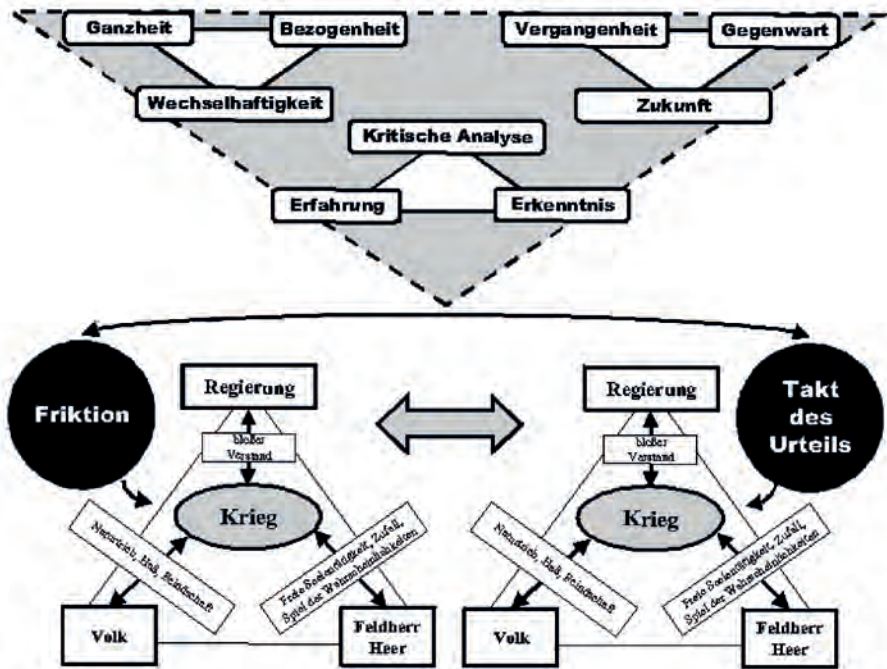 Ganzheit
Bezogenheit
Vergangenheit
Gegenwart
Wechselhaftigkeit
Zukunft
Kritische Analyse
Erfahrung
Erkenntnis
Friktion
Regierung
bloßer
Verstand
Krieg
Naturtrieb, Haß, Feindschaft
Freie Seelentätigkeit, Zufall,
Spiel der Wahrscheinlichkeiten
Volk
Feldherr
Heer
Regierung
bloßer
Verstand
Krieg
Naturtrieb, Haß, Feindschaft
Freie Seelentätigkeit, Zufall,
Spiel der Wahrscheinlichkeiten
Volk
Feldherr
Heer
Takt
des
Urteils